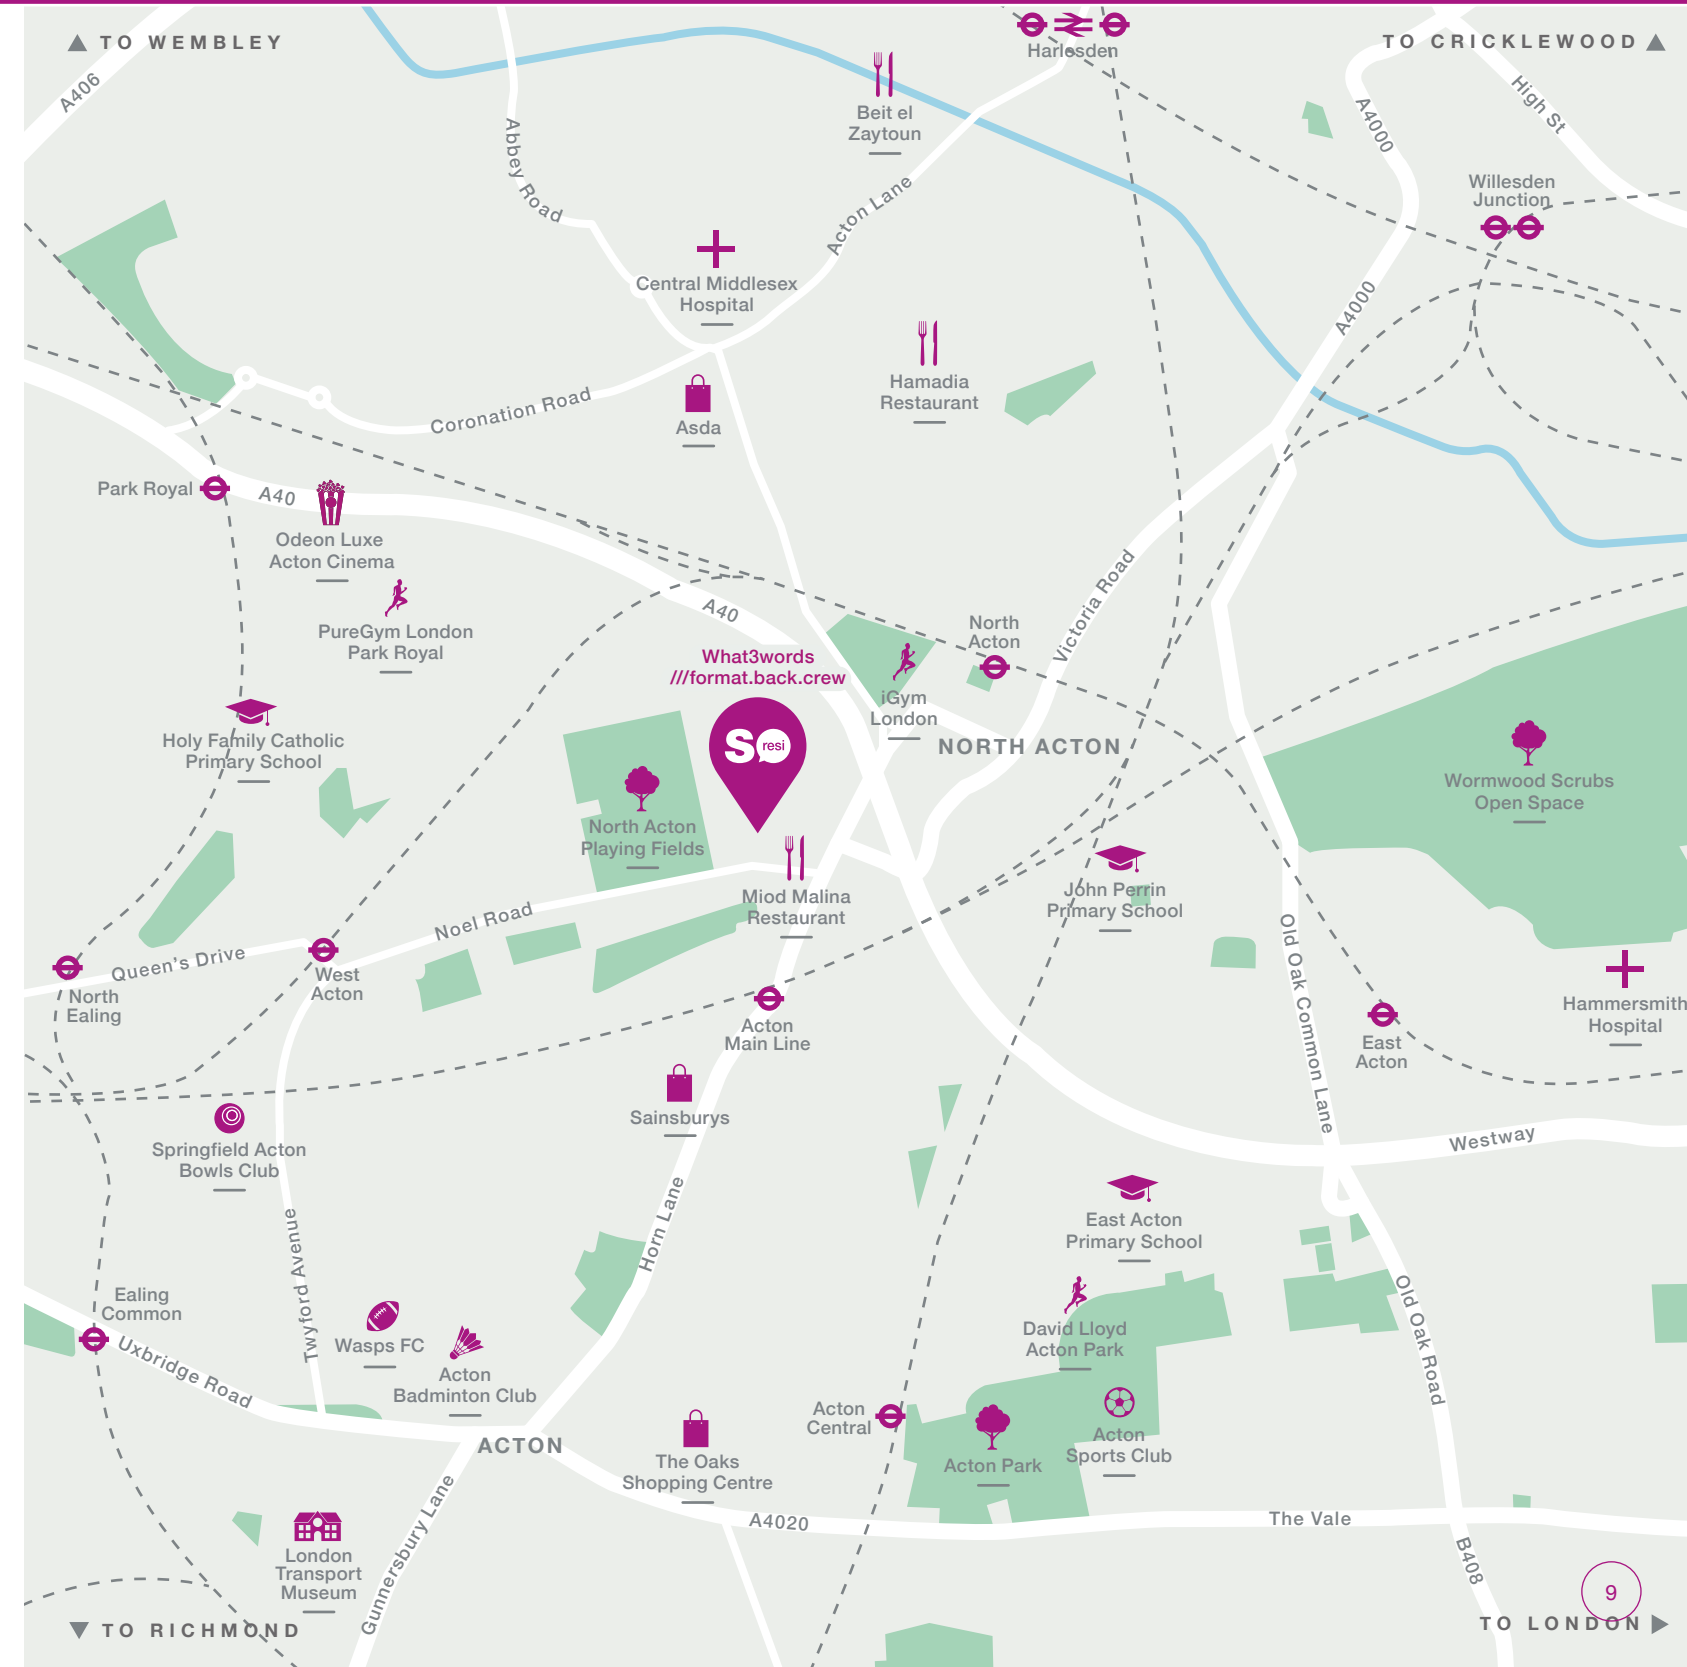 TO WEMBLEY
TO CRICKLEWOOD
Harlesden
A406
High St
Beit el
Zaytoun
A4000
Abbey Road
Acton Lane
Willesden
Junction
Central Middlesex
Hospital
A4000
Hamadia
Restaurant
Coronation Road
Asda
Park Royal
A40
Odeon Luxe
Acton Cinema
PureGym London
Park Royal
A40
Victoria Road
North
Acton
What3words
///format.back.crew
iGym
London
Holy Family Catholic
Primary School
So
resi
NORTH ACTON
Wormwood Scrubs
Open Space
North Acton
Playing Fields
Miod Malina
Restaurant
John Perrin
Primary School
Noel Road
Queen's Drive
West
Acton
North
Ealing
Old Oak Common Lane
Hammersmith
Hospital
Acton
Main Line
East
Acton
Sainsburys
Springfield Acton
Bowls Club
Westway
Horn Lane
Twyford Avenue
East Acton
Primary School
Ealing
Common
Uxbridge Road
Wasps FC
Acton
Badminton Club
David Lloyd
Acton Park
Old Oak Road
Acton
Central
Acton
Sports Club
ACTON
The Oaks
Shopping Centre
Acton Park
A4020
The Vale
Gunnersbury Lane
London
Transport
Museum
B408
9
TO RICHMOND
TO LONDON